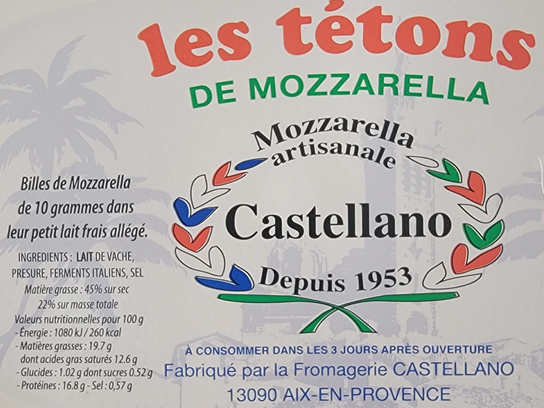 les tétons
DE MOZZARELLA
Mozzarella
artisanale
Castellano
Depuis 1953
Billes de Mozzarella
de 10 grammes dans
leur petit lait frais allégé.
INGREDIENTS : LAIT DE VACHE,
PRESURE, FERMENTS ITALIENS, SEL
Matière grasse : 45% sur sec
22% sur masse totale
Valeurs nutritionnelles pour 100 g
- Énergie : 1080 kJ / 260 kcal
- Matières grasses : 19.7 g
dont acides gras saturés 12.6 g
- Glucides : 1.02 g dont sucres 0.52 g
- Protéines : 16.8 g - Sel : 0,57 g
À CONSOMMER DANS LES 3 JOURS APRÈS OUVERTURE
Fabriqué par la Fromagerie CASTELLANO
13090 AIX-EN-PROVENCE